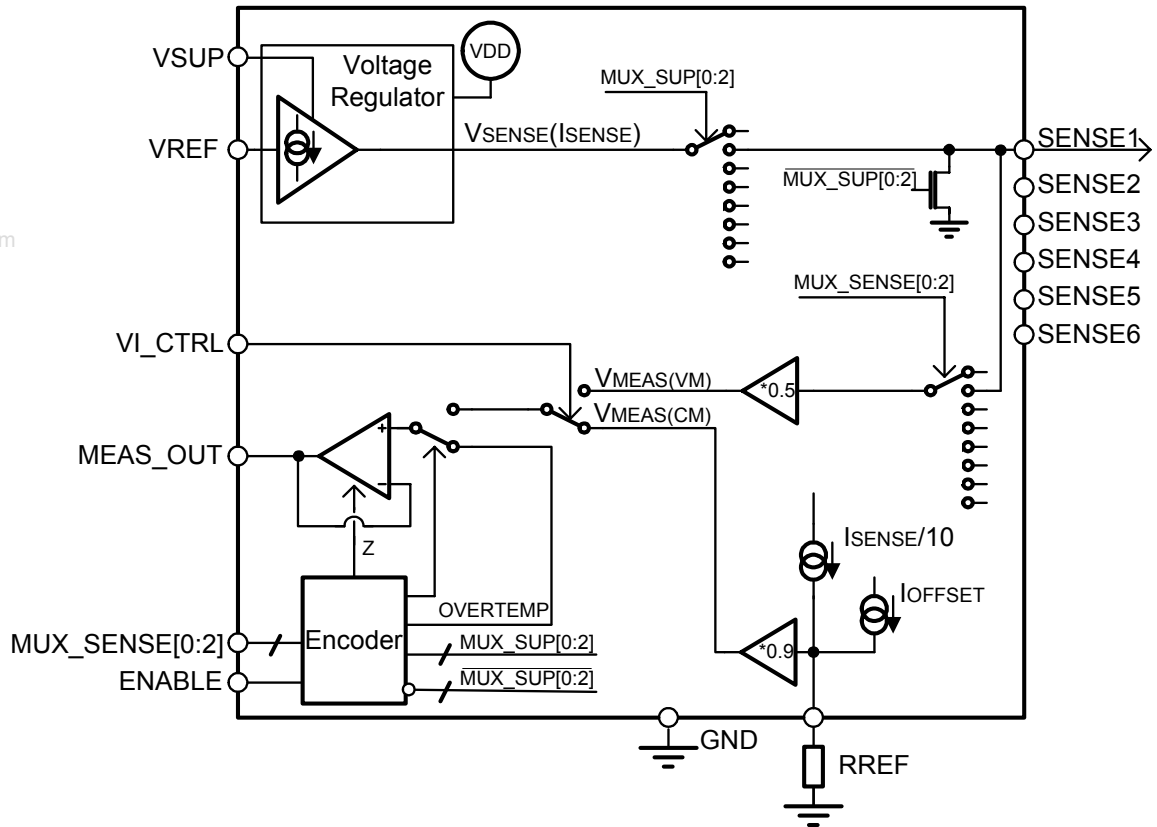 VSUP
Voltage
Regulator
VDD
MUX_SUP[0:2]
VREF
VSENSE(ISENSE)
SENSE1
MUX_SUP[0:2]
SENSE2
m
SENSE3
SENSE4
MUX_SENSE[0:2]
SENSE5
SENSE6
VI_CTRL
VMEAS(VM)
*0.5
VMEAS(CM)
+
MEAS_OUT
-
ISENSE/10
Z
IOFFSET
OVERTEMP
MUX_SENSE[0:2]
Encoder
MUX_SUP[0:2]
*0.9
ENABLE
MUX_SUP[0:2]
GND
RREF